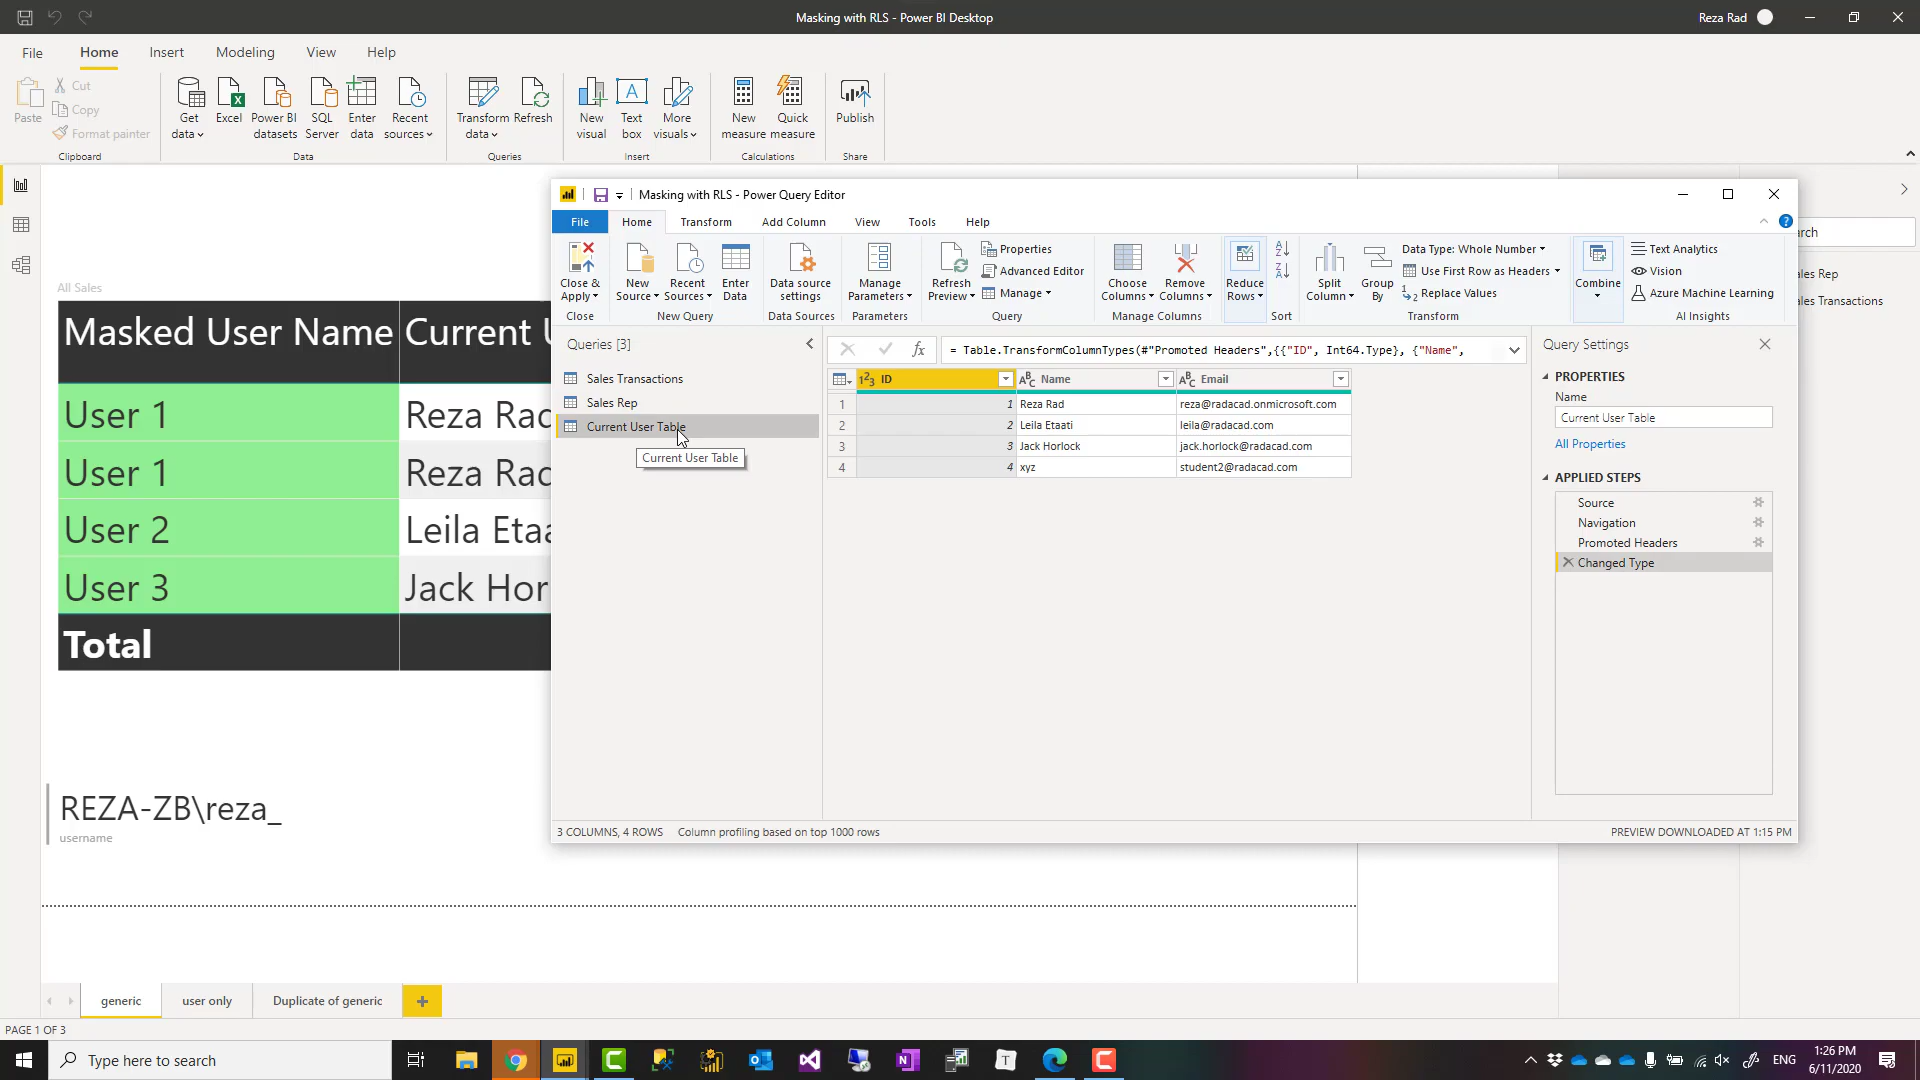 Masking with RLS - Power BI Desktop
Reza Rad
File
Home
Insert
Modeling
View
Help
Paste
Cut
Copy
Format painter
Clipboard
Get data
Excel
Power BI datasets
SQL Server
Enter data
Recent sources
Data
Transform data
Refresh
Queries
New visual
Text box
More visuals
Insert
New measure
Quick measure
Calculations
Publish
Share
All Sales
Masked User Name
Current U
User 1
Reza Rad
User 1
Reza Rad
User 2
Leila Etaa
User 3
Jack Hor
Total
REZA-ZB\reza_
username
Masking with RLS - Power Query Editor
File
Home
Transform
Add Column
View
Tools
Help
Close & Apply
Close
New Source
Recent Sources
Enter Data
New Query
Data source settings
Data Sources
Manage Parameters
Parameters
Refresh Preview
Properties
Advanced Editor
Manage
Query
Choose Columns
Remove Columns
Manage Columns
Reduce Rows
Sort
Split Column
Group By
Data Type: Whole Number
Use First Row as Headers
Replace Values
Transform
Combine
Text Analytics
Vision
Azure Machine Learning
AI Insights
Queries [3]
Sales Transactions
Sales Rep
Current User Table
Current User Table
= Table.TransformColumnTypes(#"Promoted Headers",{{"ID", Int64.Type}, {"Name",
ID
Name
Email
1 1 Reza Rad reza@radacad.onmicrosoft.com
2 2 Leila Etaati leila@radacad.com
3 3 Jack Horlock jack.horlock@radacad.com
4 4 xyz student2@radacad.com
Query Settings
PROPERTIES
Name
Current User Table
All Properties
APPLIED STEPS
Source
Navigation
Promoted Headers
Changed Type
3 COLUMNS, 4 ROWS
Column profiling based on top 1000 rows
PREVIEW DOWNLOADED AT 1:15 PM
arch
ales Rep
ales Transactions
generic
user only
Duplicate of generic
PAGE 1 OF 3
Type here to search
ENG
1:26 PM
6/11/2020